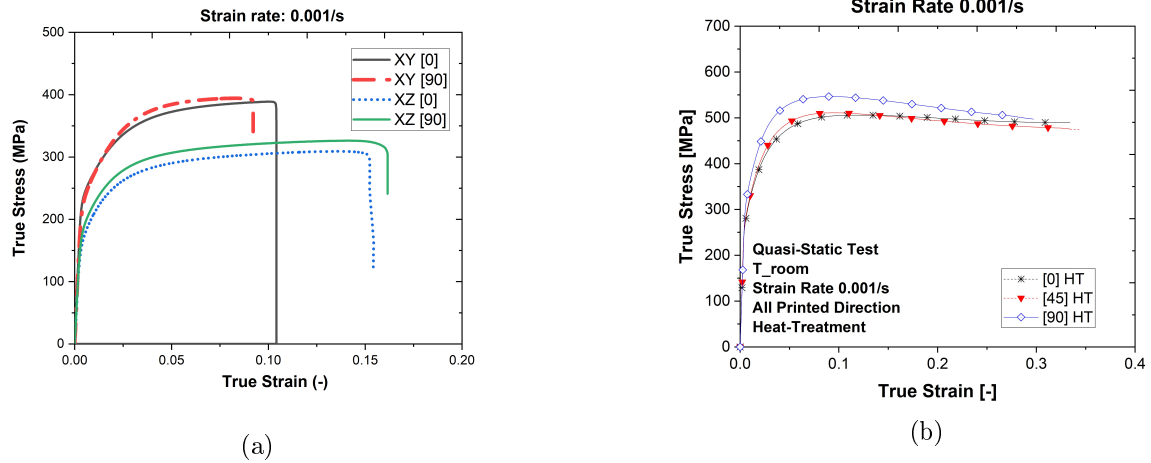 Strain rate: 0.001/s
500
400
300
200
100
0
0.00
0.05
0.10
0.15
0.20
True Stress (MPa)
True Strain (-)
XY [0]
XY [90]
XZ [0]
XZ [90]
(a)
Strain Rate 0.001/s
700
600
500
400
300
200
100
0
0.0
0.1
0.2
0.3
0.4
True Stress [MPa]
True Strain [-]
Quasi-Static Test
T_room
Strain Rate 0.001/s
All Printed Direction
Heat-Treatment
[0] HT
[45] HT
[90] HT
(b)